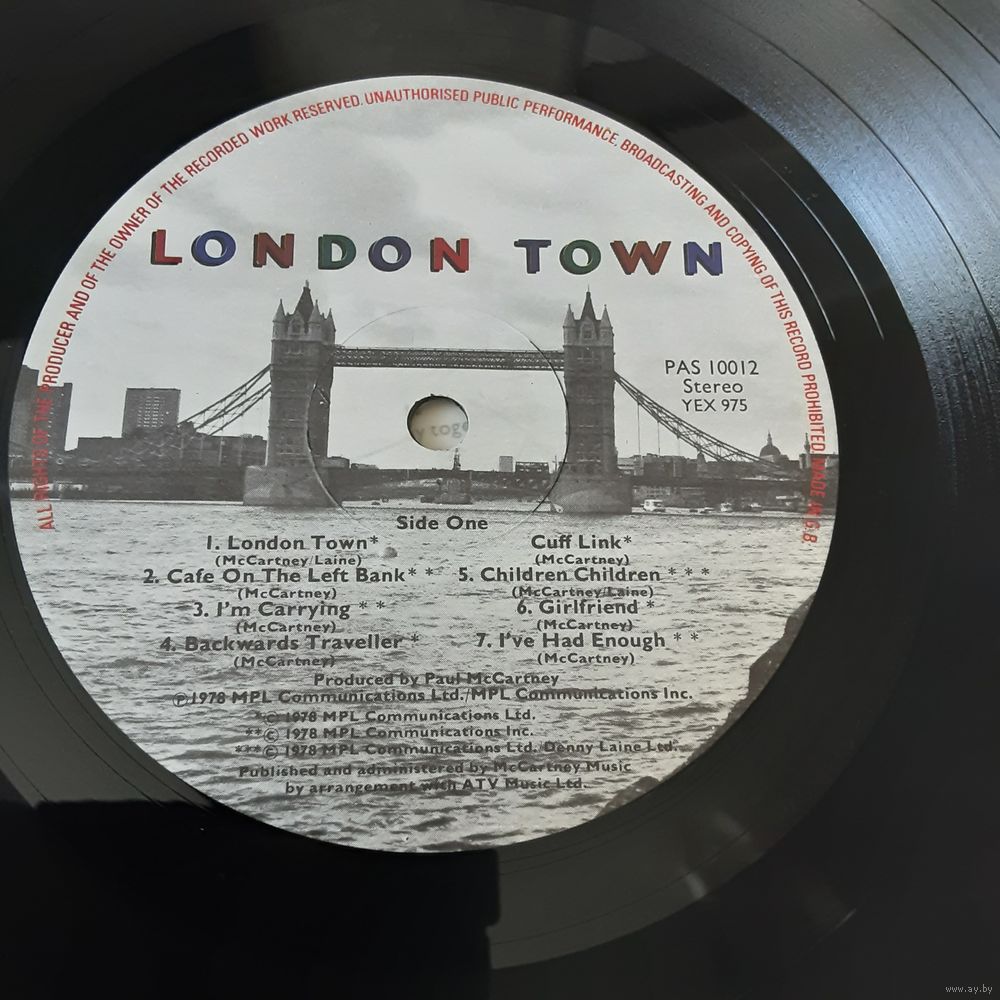 ALL RIGHTS OF THE PRODUCER AND OF THE OWNER OF THE RECORDED WORK RESERVED. UNAUTHORISED PUBLIC PERFORMANCE, BROADCASTING AND COPYING OF THIS RECORD PROHIBITED. MADE IN G.B.
LONDON TOWN
PAS 10012
Stereo
YEX 975
Side One
1. London Town*
(McCartney/Laine)
2. Cafe On The Left Bank* *
(McCartney)
3. I'm Carrying * *
(McCartney)
4. Backwards Traveller *
(McCartney)
Cuff Link*
(McCartney)
5. Children Children * * *
(McCartney/Laine)
6. Girlfriend *
(McCartney)
7. I've Had Enough * *
(McCartney)
Produced by Paul McCartney
℗1978 MPL Communications Ltd./MPL Communications Inc.
*© 1978 MPL Communications Ltd.
**© 1978 MPL Communications Inc.
***© 1978 MPL Communications Ltd./Denny Laine Ltd.
Published and administered by McCartney Music
by arrangement with ATV Music Ltd.
www.ay.by